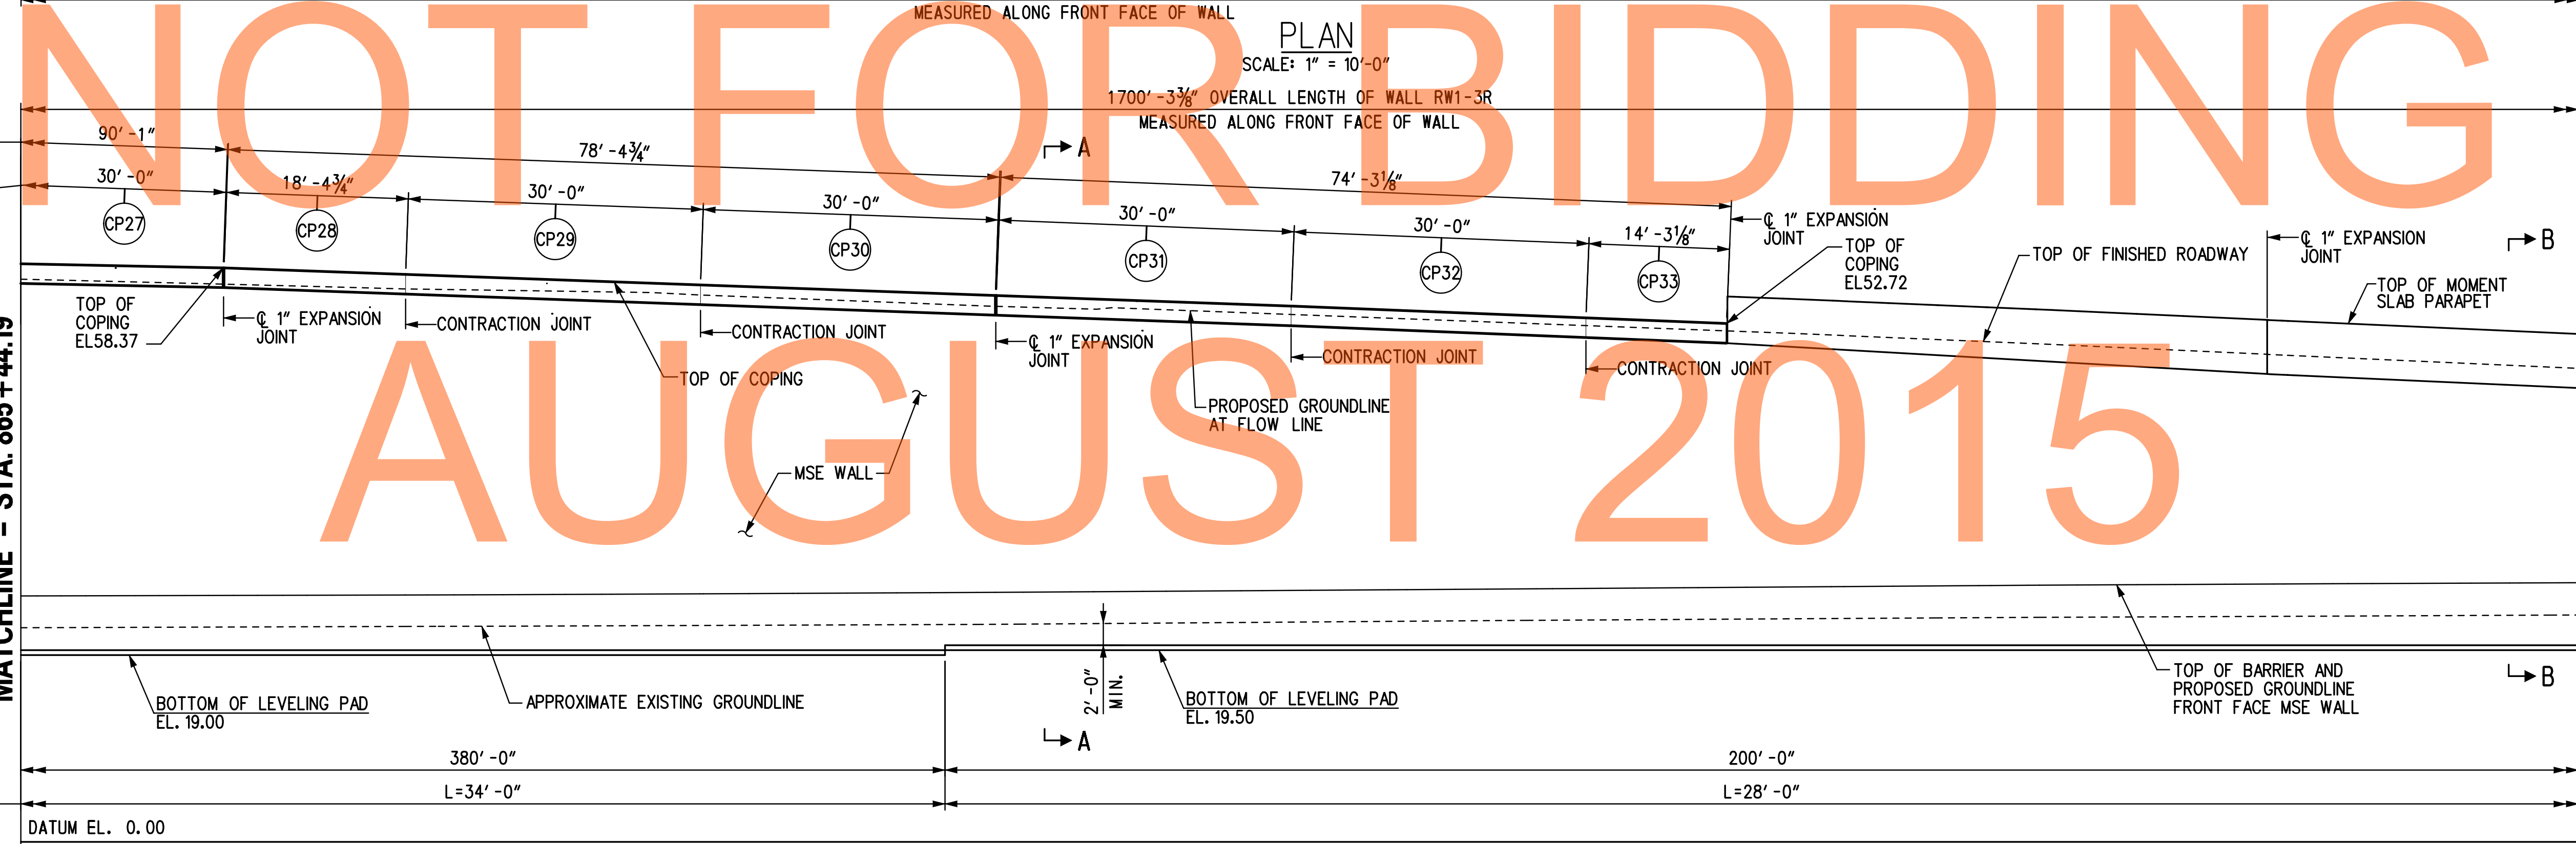 MEASURED ALONG FRONT FACE OF WALL
PLAN
SCALE: 1" = 10'-0"
1700'-3⅜" OVERALL LENGTH OF WALL RW1-3R
MEASURED ALONG FRONT FACE OF WALL
NOT FOR BIDDING
AUGUST 2015
90'-1"
78'-4¾"
74'-3⅛"
A
30'-0"
18'-4¾"
30'-0"
30'-0"
30'-0"
30'-0"
14'-3⅛"
CP27
CP28
CP29
CP30
CP31
CP32
CP33
℄ 1" EXPANSION
JOINT
TOP OF
COPING
EL52.72
TOP OF FINISHED ROADWAY
℄ 1" EXPANSION
JOINT
B
TOP OF MOMENT
SLAB PARAPET
TOP OF
COPING
EL58.37
℄ 1" EXPANSION
JOINT
CONTRACTION JOINT
CONTRACTION JOINT
℄ 1" EXPANSION
JOINT
CONTRACTION JOINT
CONTRACTION JOINT
TOP OF COPING
PROPOSED GROUNDLINE
AT FLOW LINE
MSE WALL
MATCHLINE - STA. 665+44.19
BOTTOM OF LEVELING PAD
EL. 19.00
APPROXIMATE EXISTING GROUNDLINE
2'-0"
MIN.
BOTTOM OF LEVELING PAD
EL. 19.50
TOP OF BARRIER AND
PROPOSED GROUNDLINE
FRONT FACE MSE WALL
B
A
380'-0"
200'-0"
L=34'-0"
L=28'-0"
DATUM EL. 0.00